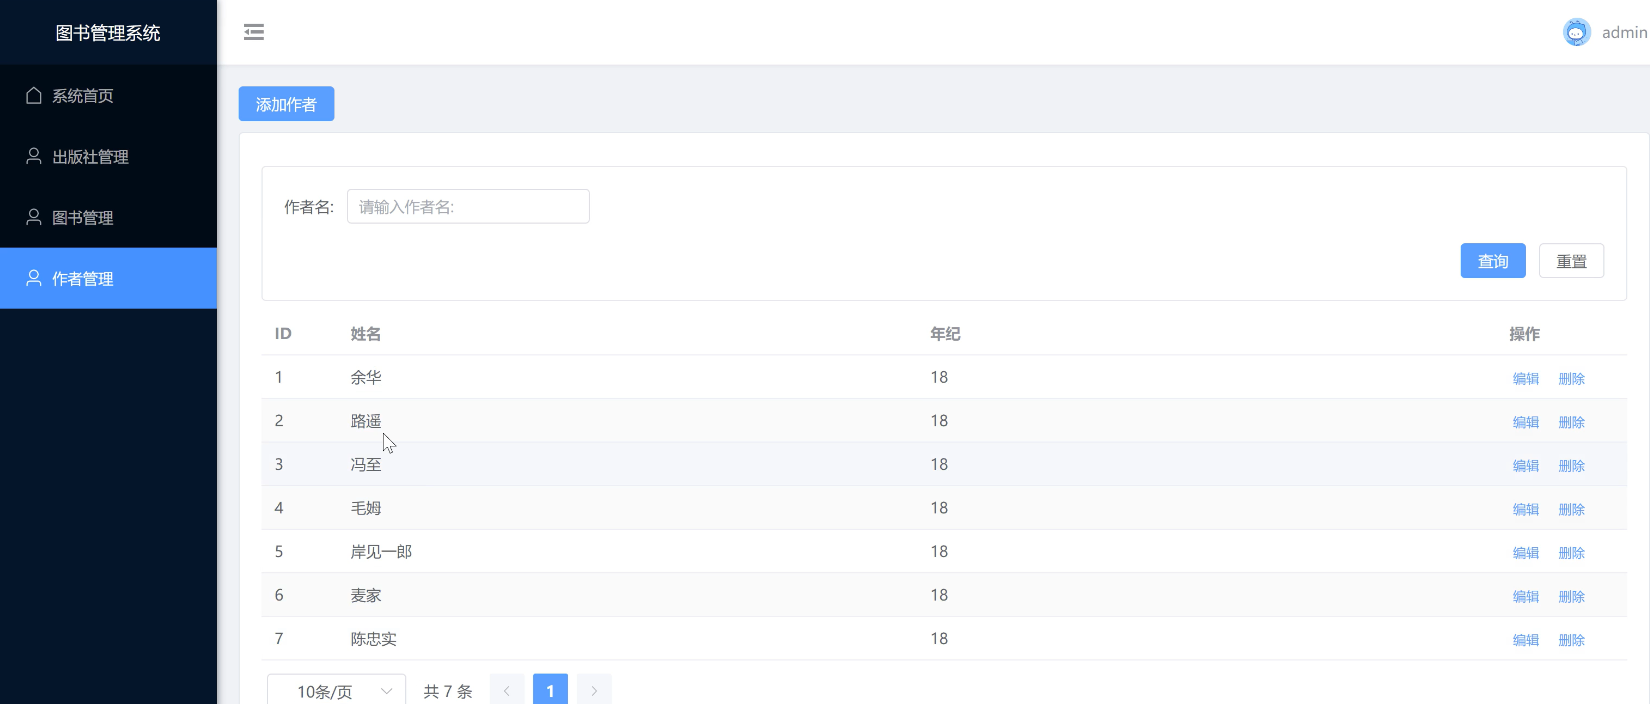 图书管理系统
admin
系统首页
出版社管理
图书管理
作者管理
添加作者
作者名: 请输入作者名:
查询 重置
ID 姓名 年纪 操作
1 余华 18 编辑 删除
2 路遥 18 编辑 删除
3 冯至 18 编辑 删除
4 毛姆 18 编辑 删除
5 岸见一郎 18 编辑 删除
6 麦家 18 编辑 删除
7 陈忠实 18 编辑 删除
10条/页 共 7 条 1